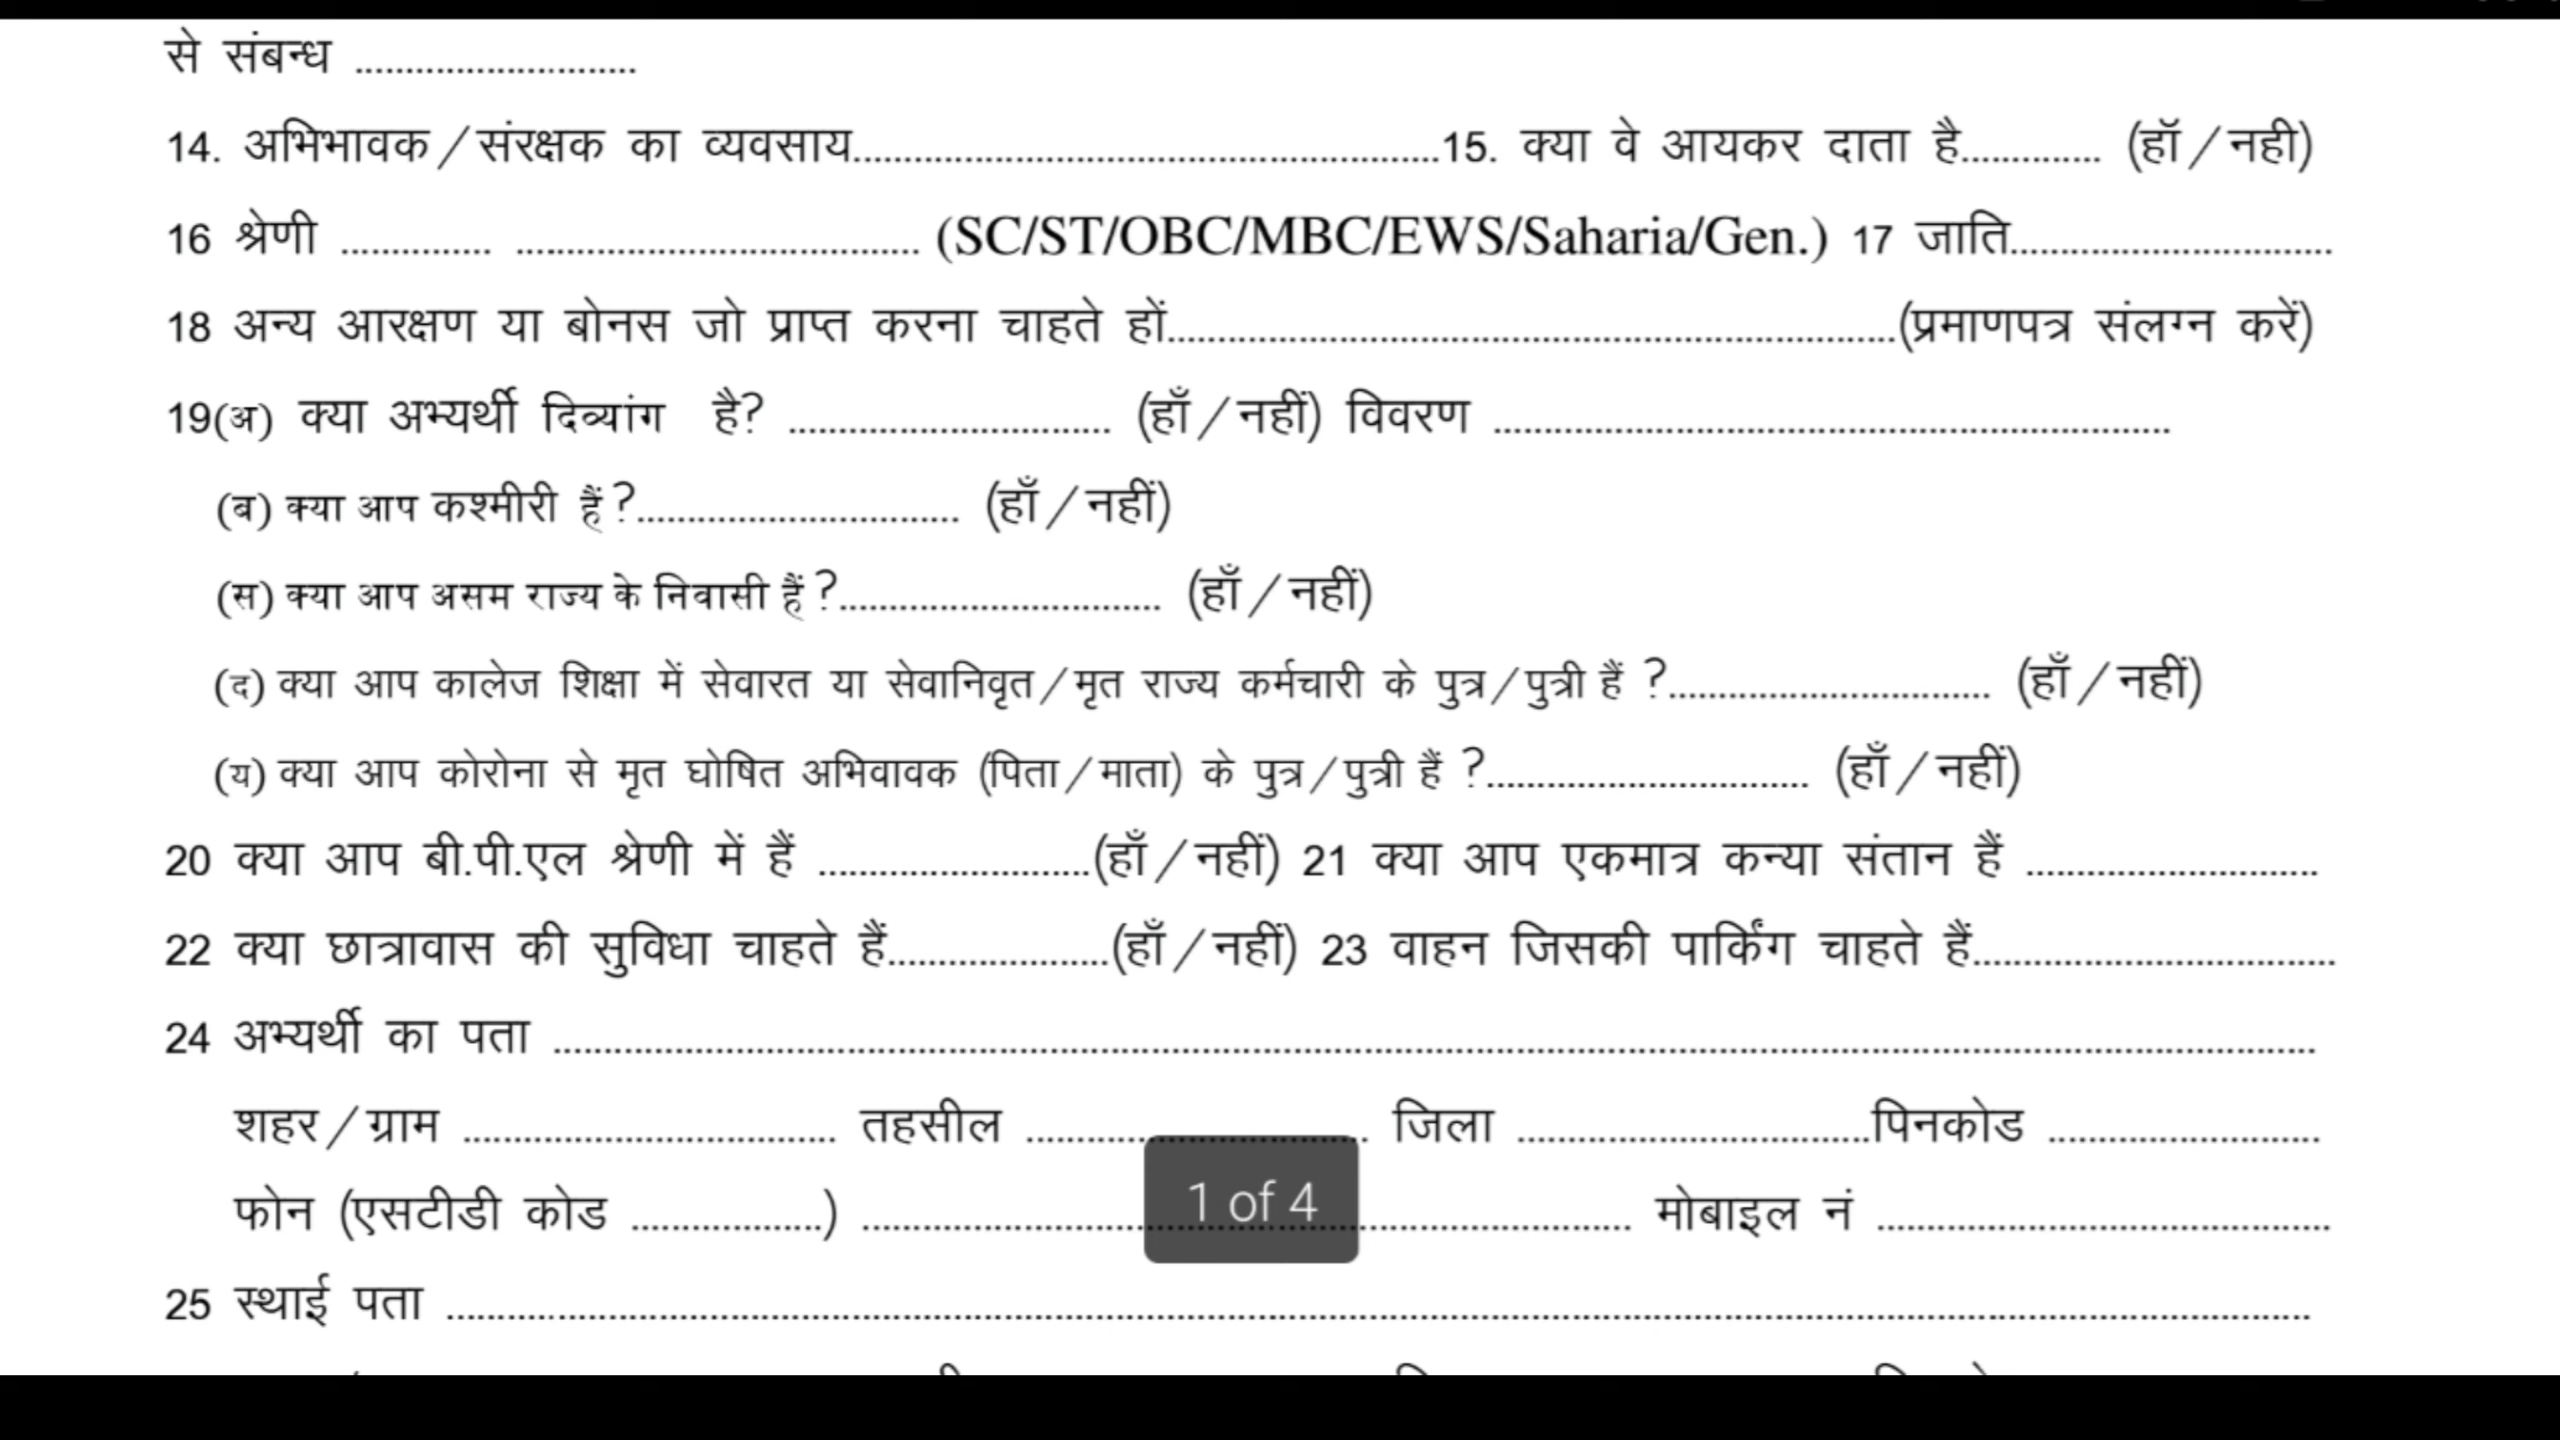 से संबन्ध ............................
14. अभिभावक/संरक्षक का व्यवसाय..........................................................15. क्या वे आयकर दाता है.............. (हॉ/नही)
16 श्रेणी ............... ........................................ (SC/ST/OBC/MBC/EWS/Saharia/Gen.) 17 जाति................................
18 अन्य आरक्षण या बोनस जो प्राप्त करना चाहते हों........................................................................(प्रमाणपत्र संलग्न करें)
19(अ) क्या अभ्यर्थी दिव्यांग है? ................................ (हाँ/नहीं) विवरण ...................................................................
(ब) क्या आप कश्मीरी हैं?................................ (हाँ/नहीं)
(स) क्या आप असम राज्य के निवासी हैं?................................ (हाँ/नहीं)
(द) क्या आप कालेज शिक्षा में सेवारत या सेवानिवृत/मृत राज्य कर्मचारी के पुत्र/पुत्री हैं ?................................ (हाँ/नहीं)
(य) क्या आप कोरोना से मृत घोषित अभिवावक (पिता/माता) के पुत्र/पुत्री हैं ?................................ (हाँ/नहीं)
20 क्या आप बी.पी.एल श्रेणी में हैं ...........................(हाँ/नहीं) 21 क्या आप एकमात्र कन्या संतान हैं .............................
22 क्या छात्रावास की सुविधा चाहते हैं......................(हाँ/नहीं) 23 वाहन जिसकी पार्किंग चाहते हैं....................................
24 अभ्यर्थी का पता ...............................................................................................................................................................................
शहर/ग्राम ..................................... तहसील .................................. जिला ...................................पिनकोड ...........................
फोन (एसटीडी कोड ...................) ............................................................................. मोबाइल नं .............................................
1 of 4
25 स्थाई पता .........................................................................................................................................................................................